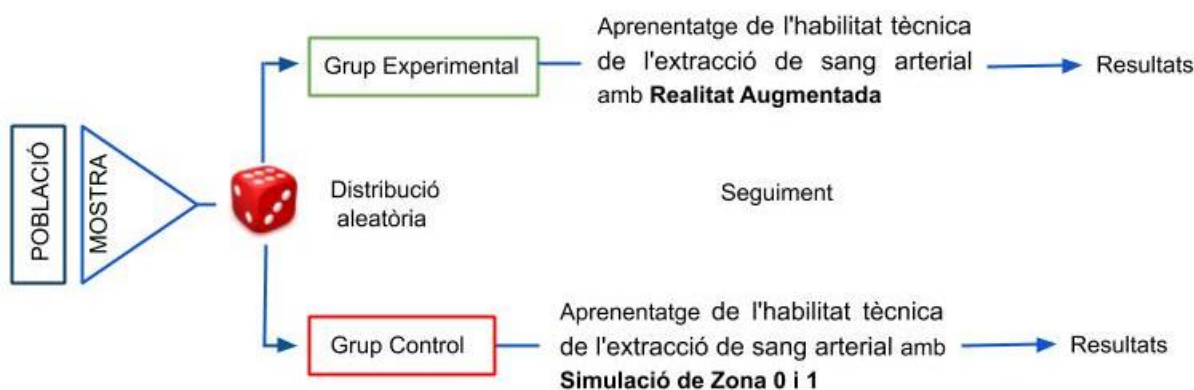 POBLACIÓ
MOSTRA
Distribució
aleatòria
Grup Experimental
Aprenentatge de l'habilitat tècnica
de l'extracció de sang arterial
amb Realitat Augmentada
Resultats
Seguiment
Grup Control
Aprenentatge de l'habilitat tècnica
de l'extracció de sang arterial amb
Simulació de Zona 0 i 1
Resultats